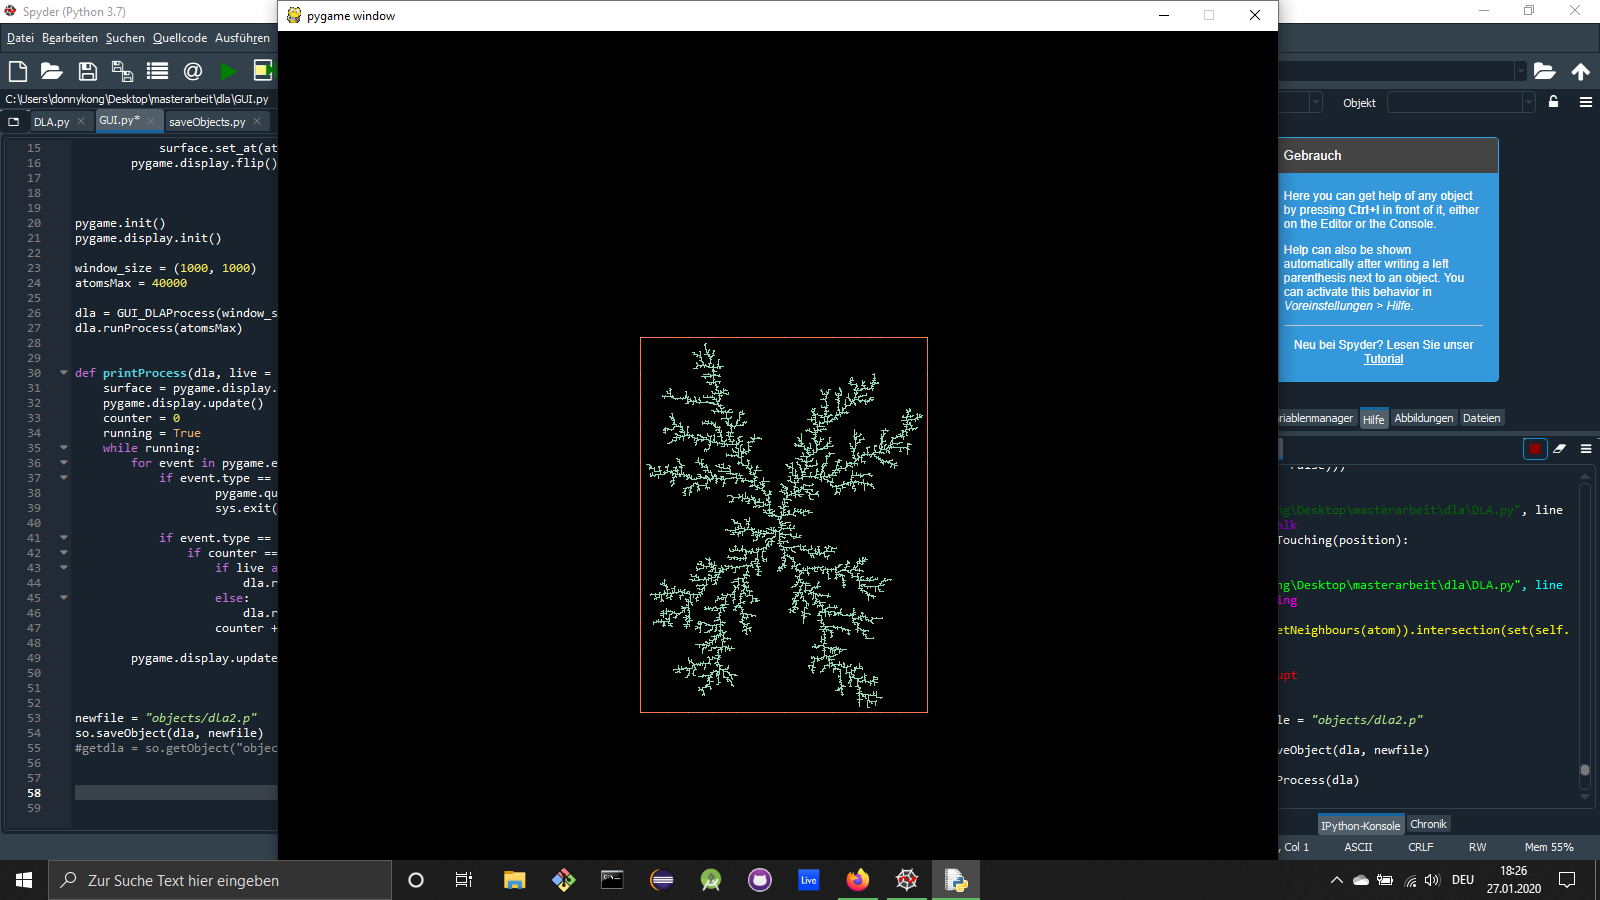 Spyder (Python 3.7)
pygame window
Datei Bearbeiten Suchen Quellcode Ausführen
C:\Users\donnykong\Desktop\masterarbeit\dla\GUI.py
Objekt
DLA.py
GUI.py*
saveObjects.py
15 surface.set_at(at
16 pygame.display.flip()
17
18
19
20 pygame.init()
21 pygame.display.init()
22
23 window_size = (1000, 1000)
24 atomsMax = 40000
25
26 dla = GUI_DLAProcess(window_s
27 dla.runProcess(atomsMax)
28
29
30 def printProcess(dla, live =
31 surface = pygame.display.
32 pygame.display.update()
33 counter = 0
34 running = True
35 while running:
36 for event in pygame.e
37 if event.type ==
38 pygame.qu
39 sys.exit(
40
41 if event.type ==
42 if counter ==
43 if live a
44 dla.r
45 else:
46 dla.r
47 counter +
48
49 pygame.display.update
50
51
52
53 newfile = "objects/dla2.p"
54 so.saveObject(dla, newfile)
55 #getdla = so.getObject("objec
56
57
58
59
Gebrauch
Here you can get help of any object
by pressing Ctrl+I in front of it, either
on the Editor or the Console.
Help can also be shown
automatically after writing a left
parenthesis next to an object. You
can activate this behavior in
Voreinstellungen > Hilfe.
Neu bei Spyder? Lesen Sie unser
Tutorial
riablenmanager Hilfe Abbildungen Dateien
ng\Desktop\masterarbeit\dla\DLA.py", line
alk
Touching(position):
ng\Desktop\masterarbeit\dla\DLA.py", line
ing
etNeighbours(atom)).intersection(set(self.
upt
le = "objects/dla2.p"
veObject(dla, newfile)
Process(dla)
IPython-Konsole Chronik
, Col 1 ASCII CRLF RW Mem 55%
Zur Suche Text hier eingeben
Live
DEU
18:26
27.01.2020